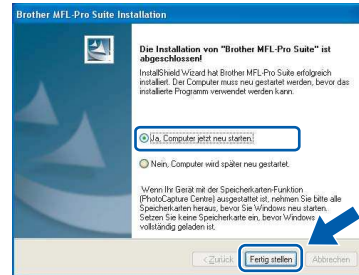 Brother MFL-Pro Suite Installation
Die Installation von "Brother MFL-Pro Suite" ist
abgeschlossen!
InstallShield Wizard hat Brother MFL-Pro Suite erfolgreich
installiert. Der Computer muss neu gestartet werden, bevor das
installierte Programm verwendet werden kann.
Ja, Computer jetzt neu starten.
Nein, Computer wird später neu gestartet.
Wenn Ihr Gerät mit der Speicherkarten-Funktion
(PhotoCapture Centre) ausgestattet ist, nehmen Sie bitte alle
Speicherkarten heraus, bevor Sie Windows neu starten.
Setzen Sie keine Speicherkarte ein, bevor Windows
vollständig geladen ist.
< Zurück
Fertig stellen
Abbrechen